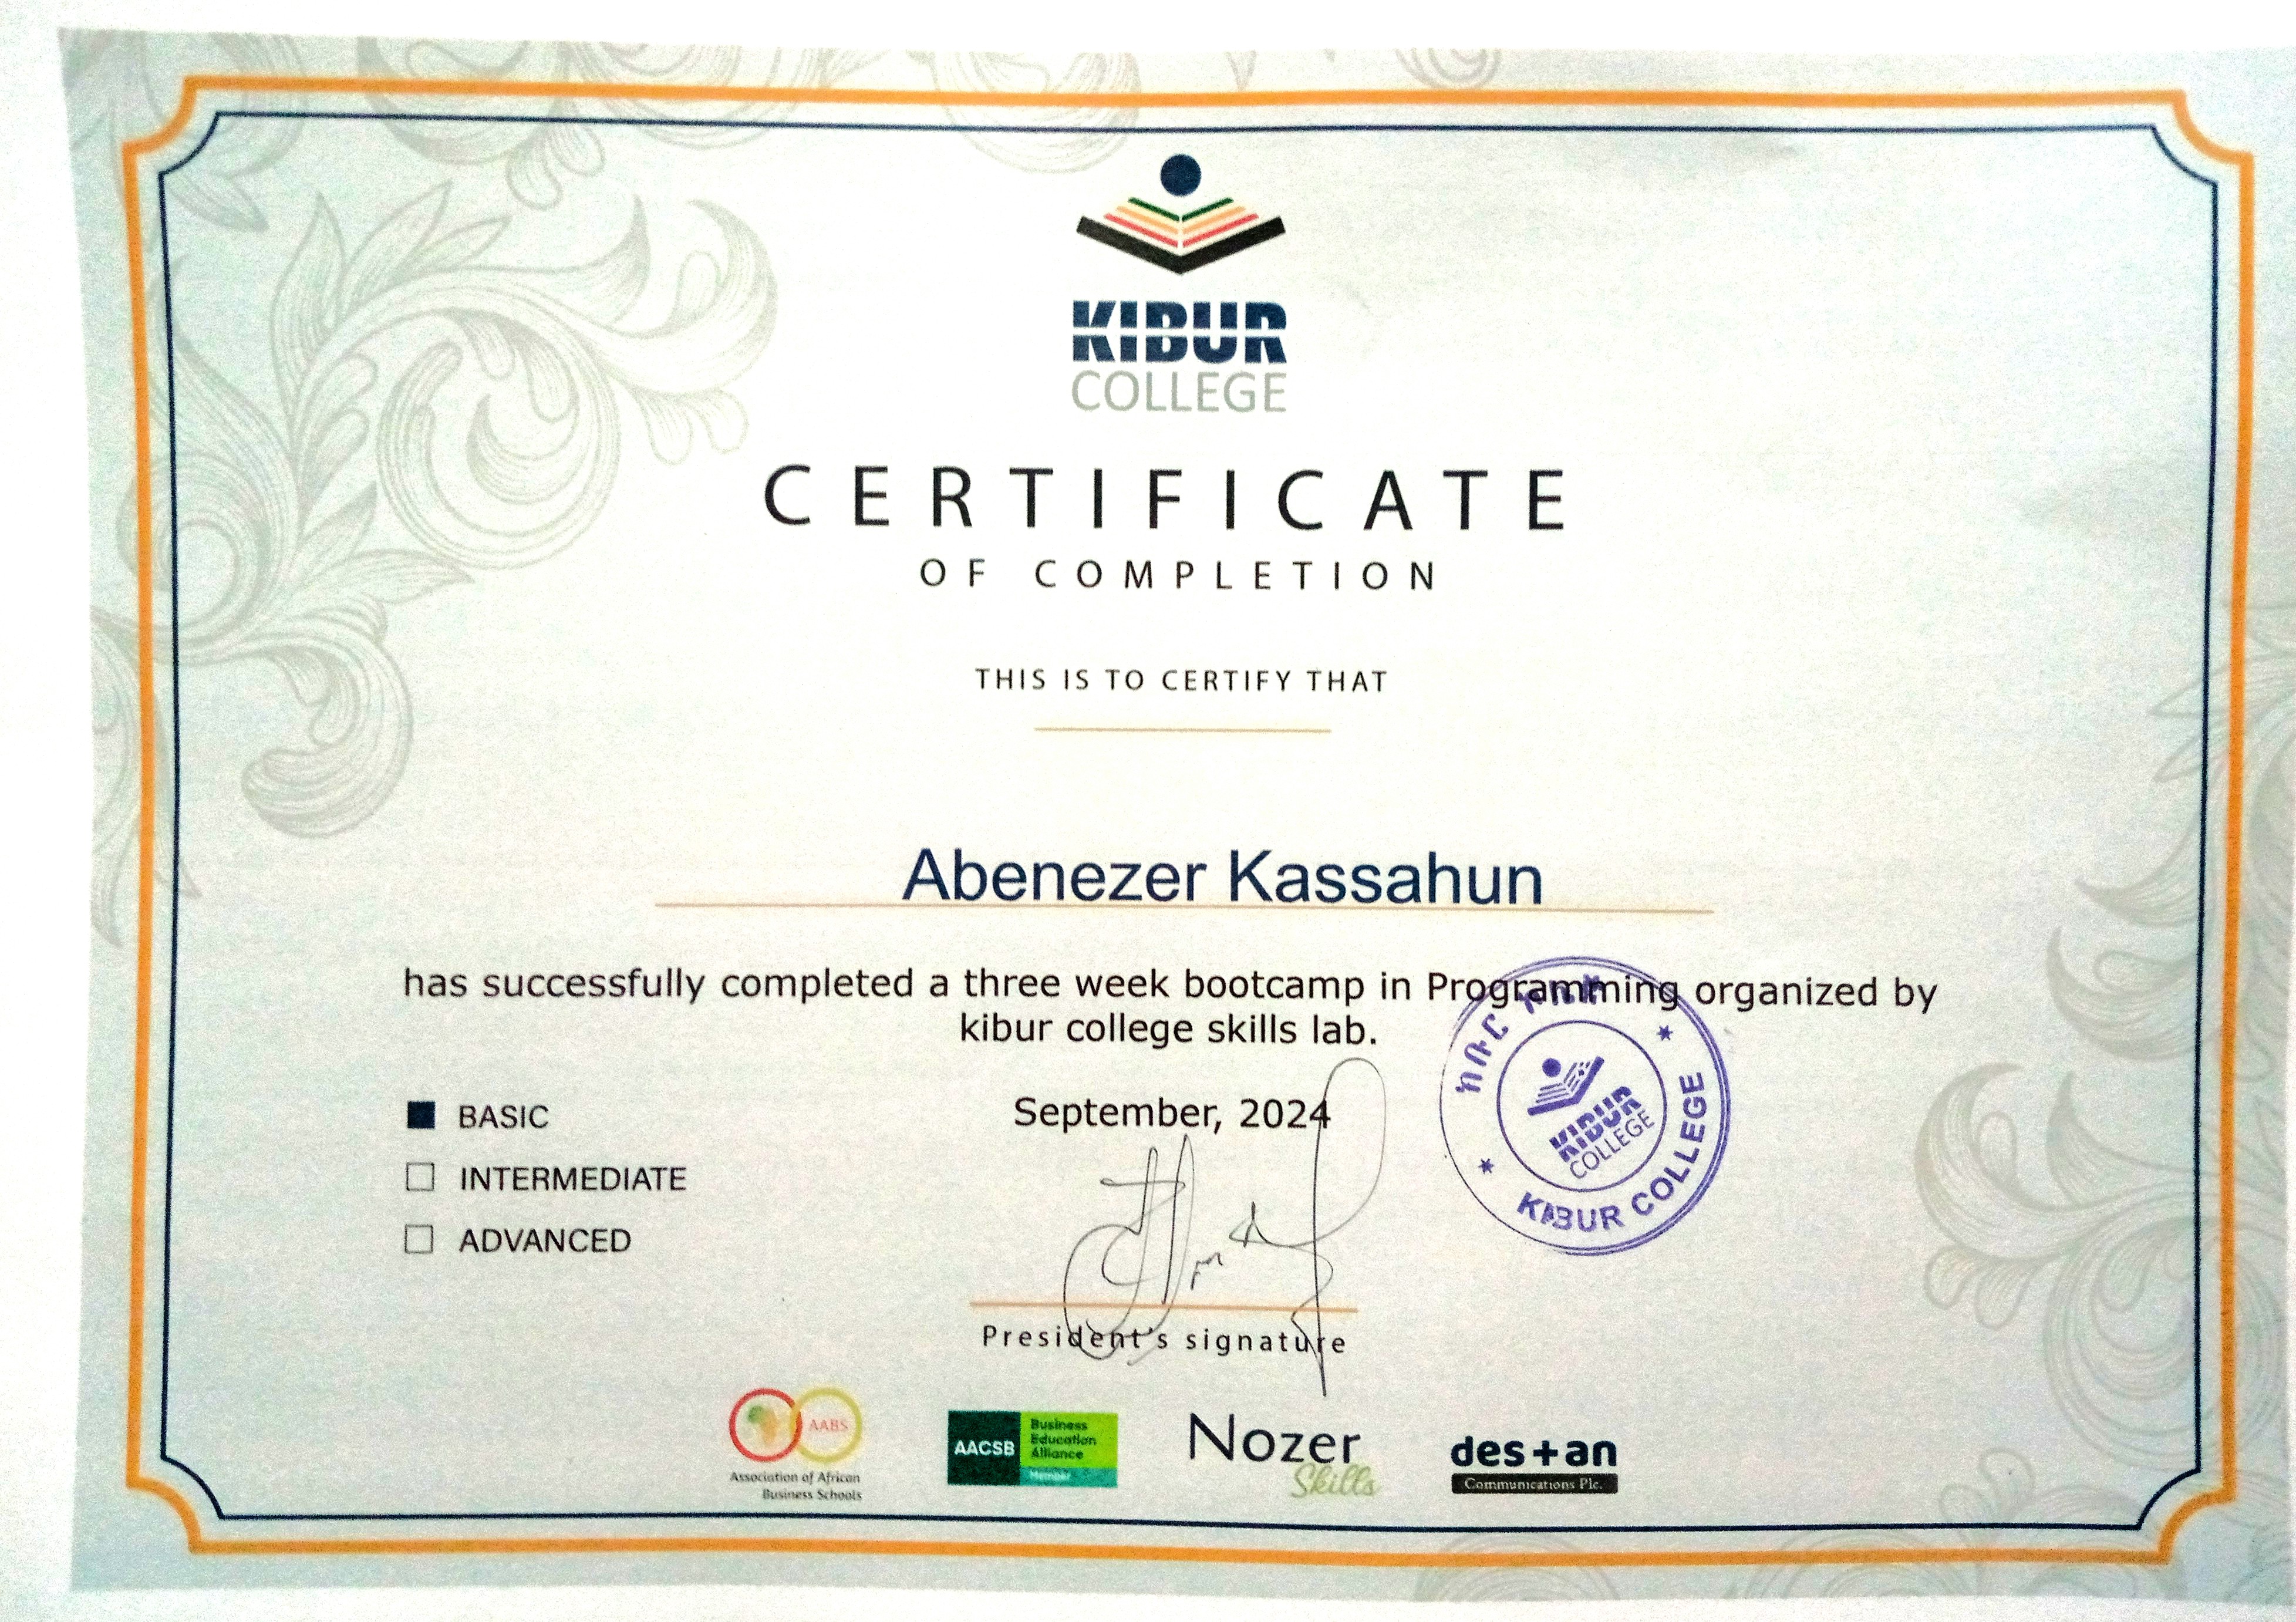 KIBUR
COLLEGE
CERTIFICATE
OF COMPLETION
THIS IS TO CERTIFY THAT
Abenezer Kassahun
has successfully completed a three week bootcamp in Programming organized by
kibur college skills lab.
September, 2024
BASIC
INTERMEDIATE
ADVANCED
ክቡር
KIBUR
COLLEGE
KIBUR COLLEGE
President's signature
AABS
Association of African
Business Schools
AACSB
Business
Education
Alliance
Member
Nozer
Skills
des+an
Communications Plc.